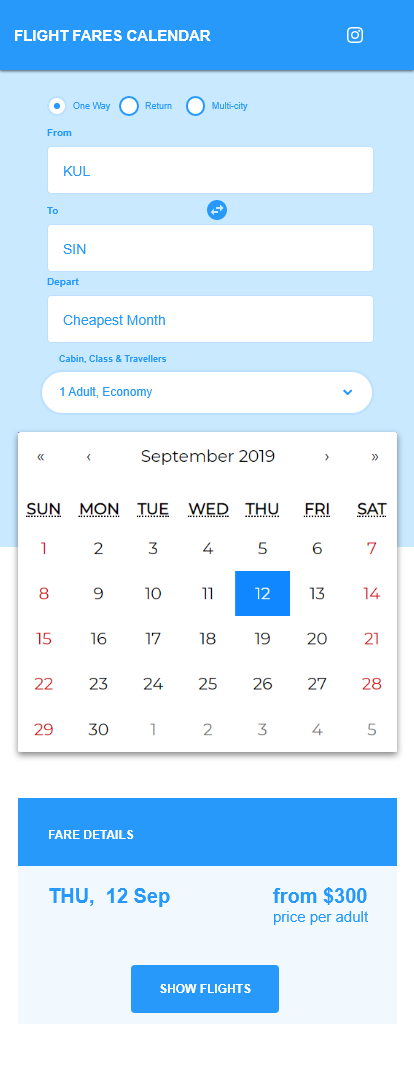 FLIGHT FARES CALENDAR
One Way Return Multi-city
From
KUL
To
SIN
Depart
Cheapest Month
Cabin, Class & Travellers
1 Adult, Economy
« ‹ September 2019 › »
SUN MON TUE WED THU FRI SAT
1 2 3 4 5 6 7
8 9 10 11 12 13 14
15 16 17 18 19 20 21
22 23 24 25 26 27 28
29 30 1 2 3 4 5
FARE DETAILS
THU, 12 Sep from $300
price per adult
SHOW FLIGHTS